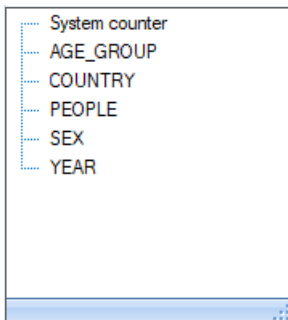 System counter
AGE_GROUP
COUNTRY
PEOPLE
SEX
YEAR